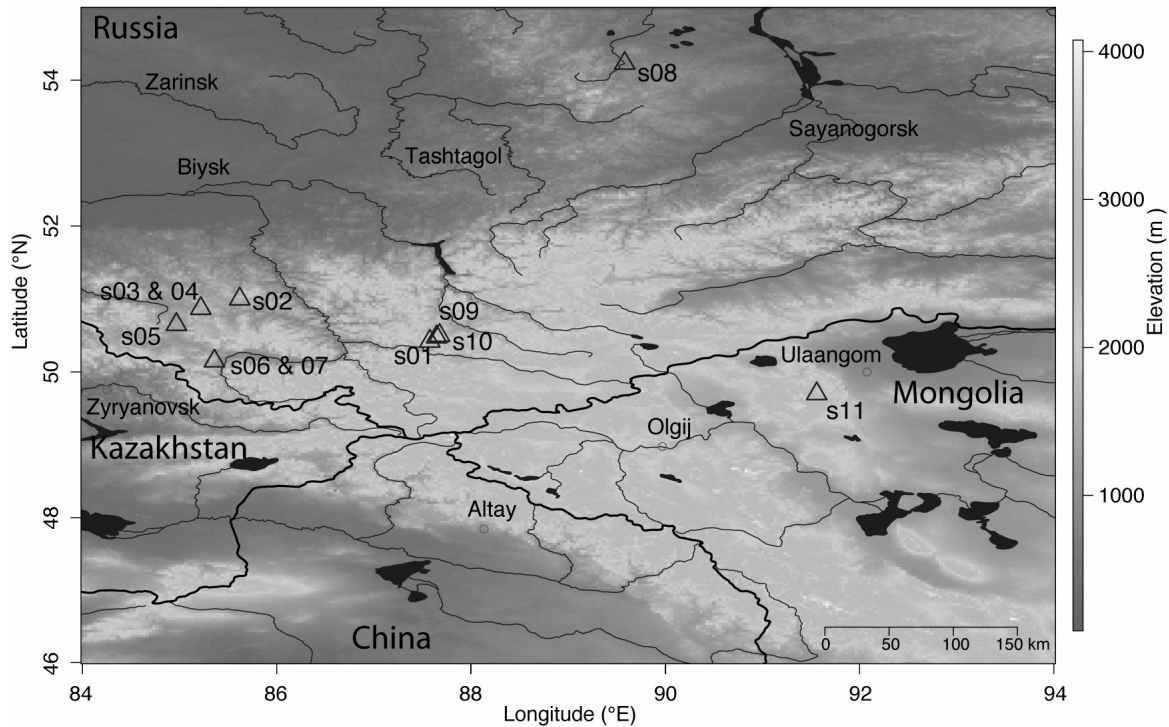 Russia
54
4000
s08
Zarinsk
Sayanogorsk
Tashtagol
Biysk
3000
52
Latitude (°N)
Elevation (m )
s03 & 04
s02
s09
s05
s10
s01
2000
50
s06 & 07
Ulaangom
s11
Mongolia
Zyryanovsk
Olgij
Kazakhstan
1000
48
Altay
China
0 50 100 150 km
46
84 86 88 90 92 94
Longitude (°E)